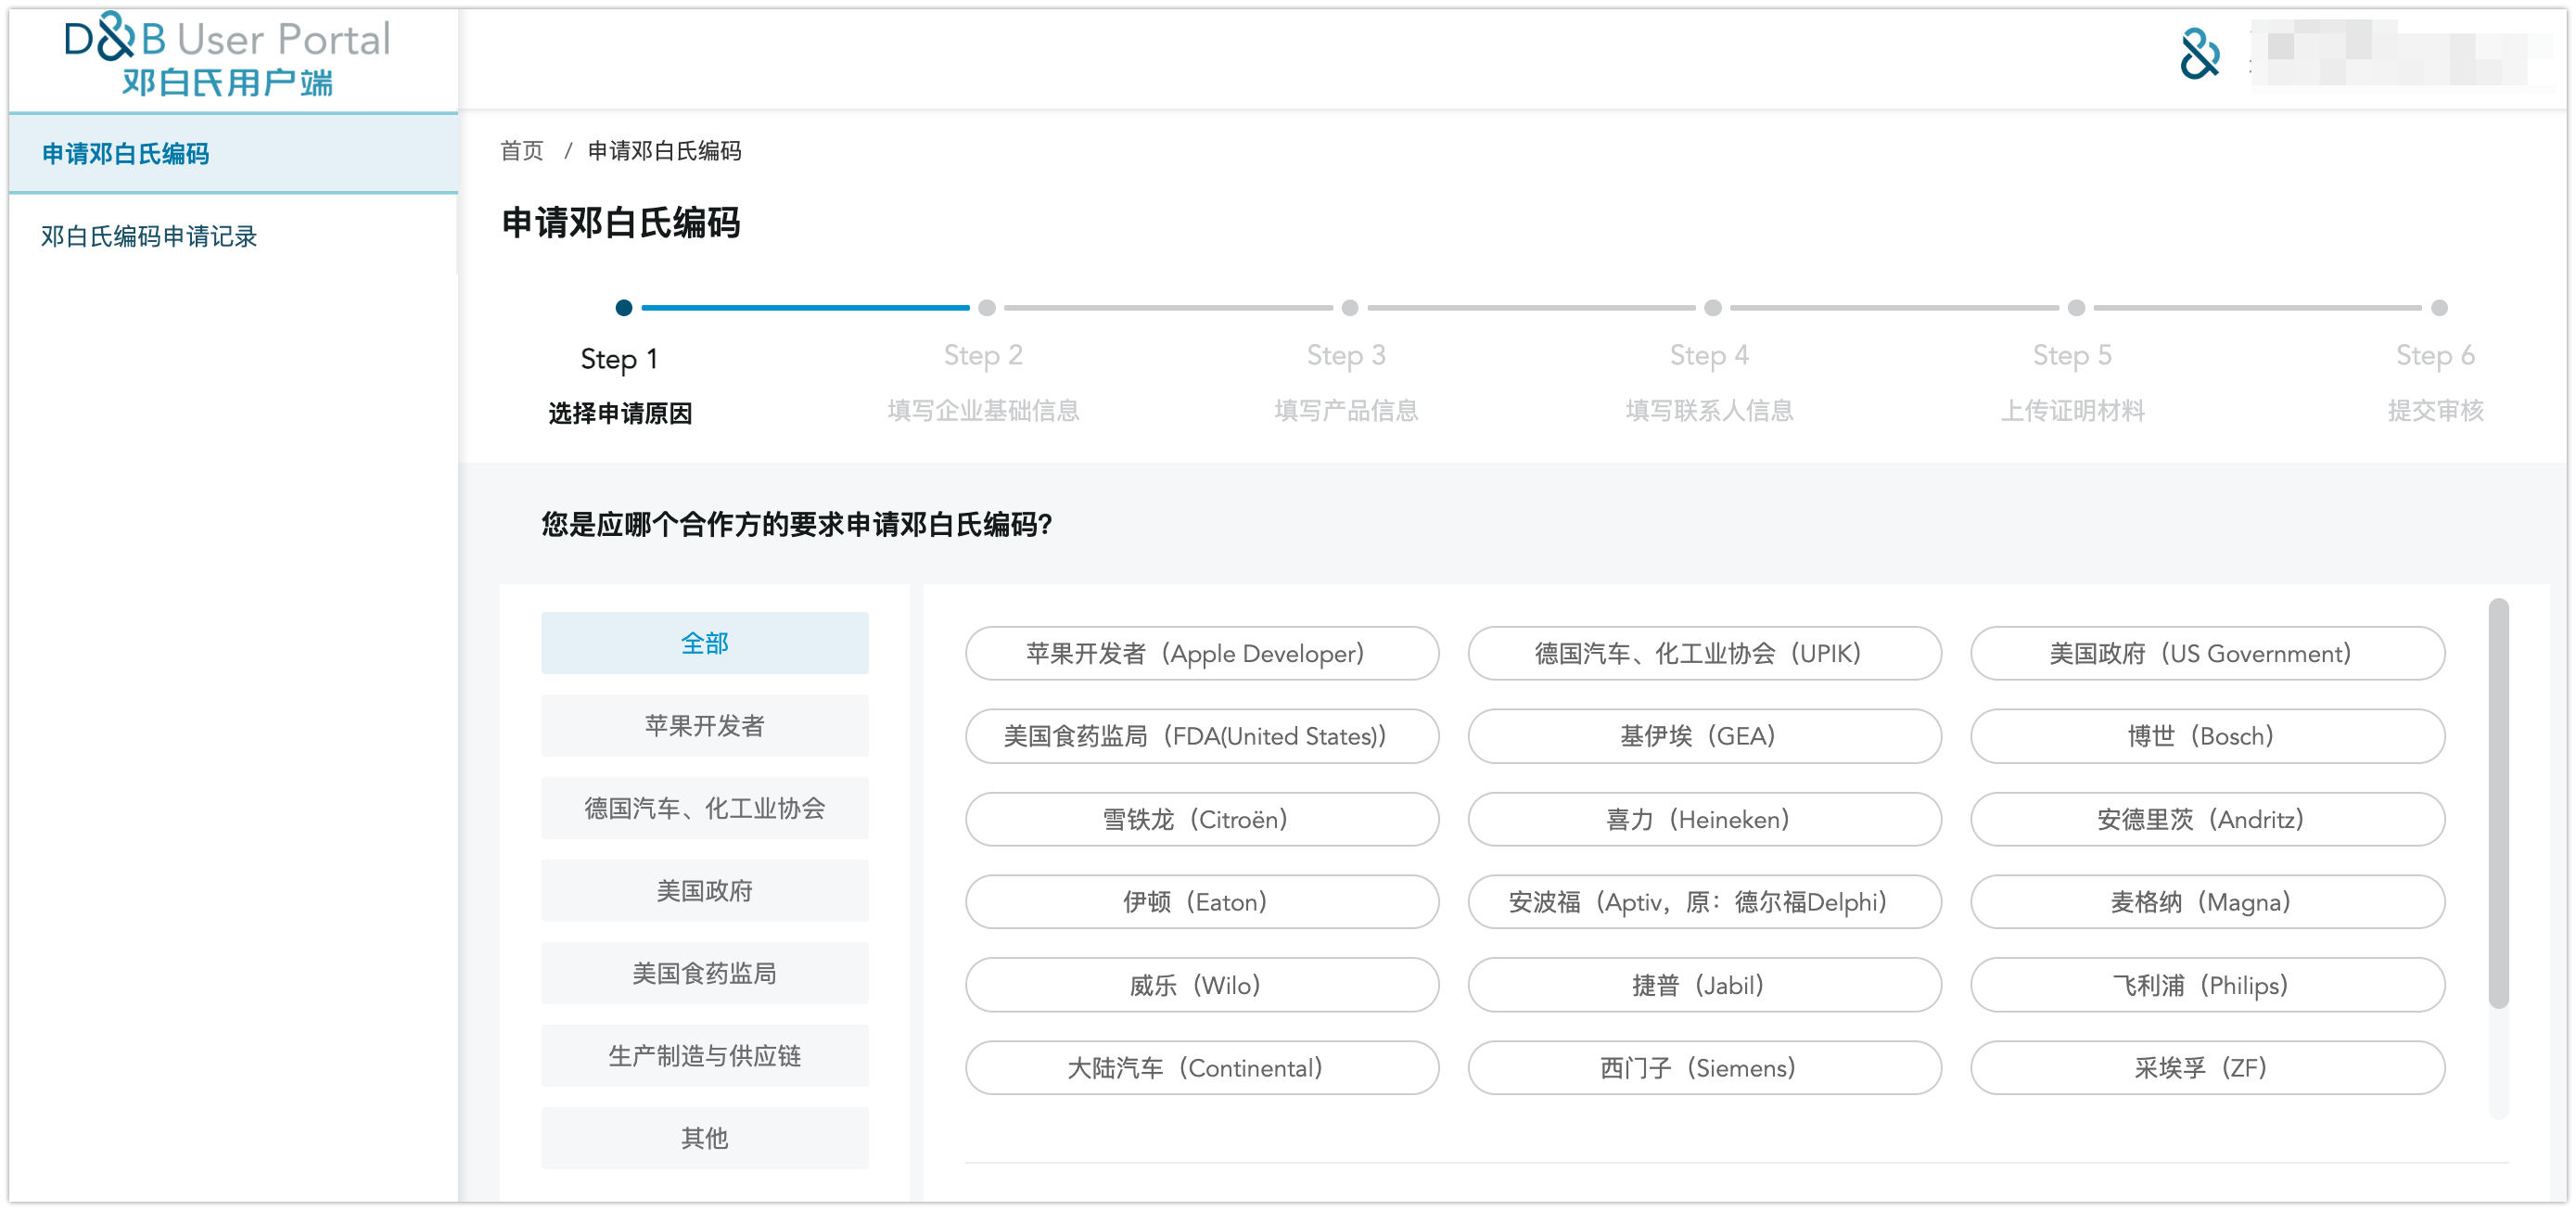 D&B User Portal
邓白氏用户端
申请邓白氏编码
邓白氏编码申请记录
首页 / 申请邓白氏编码
申请邓白氏编码
Step 1
Step 2
Step 3
Step 4
Step 5
Step 6
选择申请原因
填写企业基础信息
填写产品信息
填写联系人信息
上传证明材料
提交审核
您是应哪个合作方的要求申请邓白氏编码?
全部
苹果开发者
德国汽车、化工业协会
美国政府
美国食药监局
生产制造与供应链
其他
苹果开发者（Apple Developer）
德国汽车、化工业协会（UPIK）
美国政府（US Government）
美国食药监局（FDA(United States)）
基伊埃（GEA）
博世（Bosch）
雪铁龙（Citroën）
喜力（Heineken）
安德里茨（Andritz）
伊顿（Eaton）
安波福（Aptiv，原：德尔福Delphi）
麦格纳（Magna）
威乐（Wilo）
捷普（Jabil）
飞利浦（Philips）
大陆汽车（Continental）
西门子（Siemens）
采埃孚（ZF）